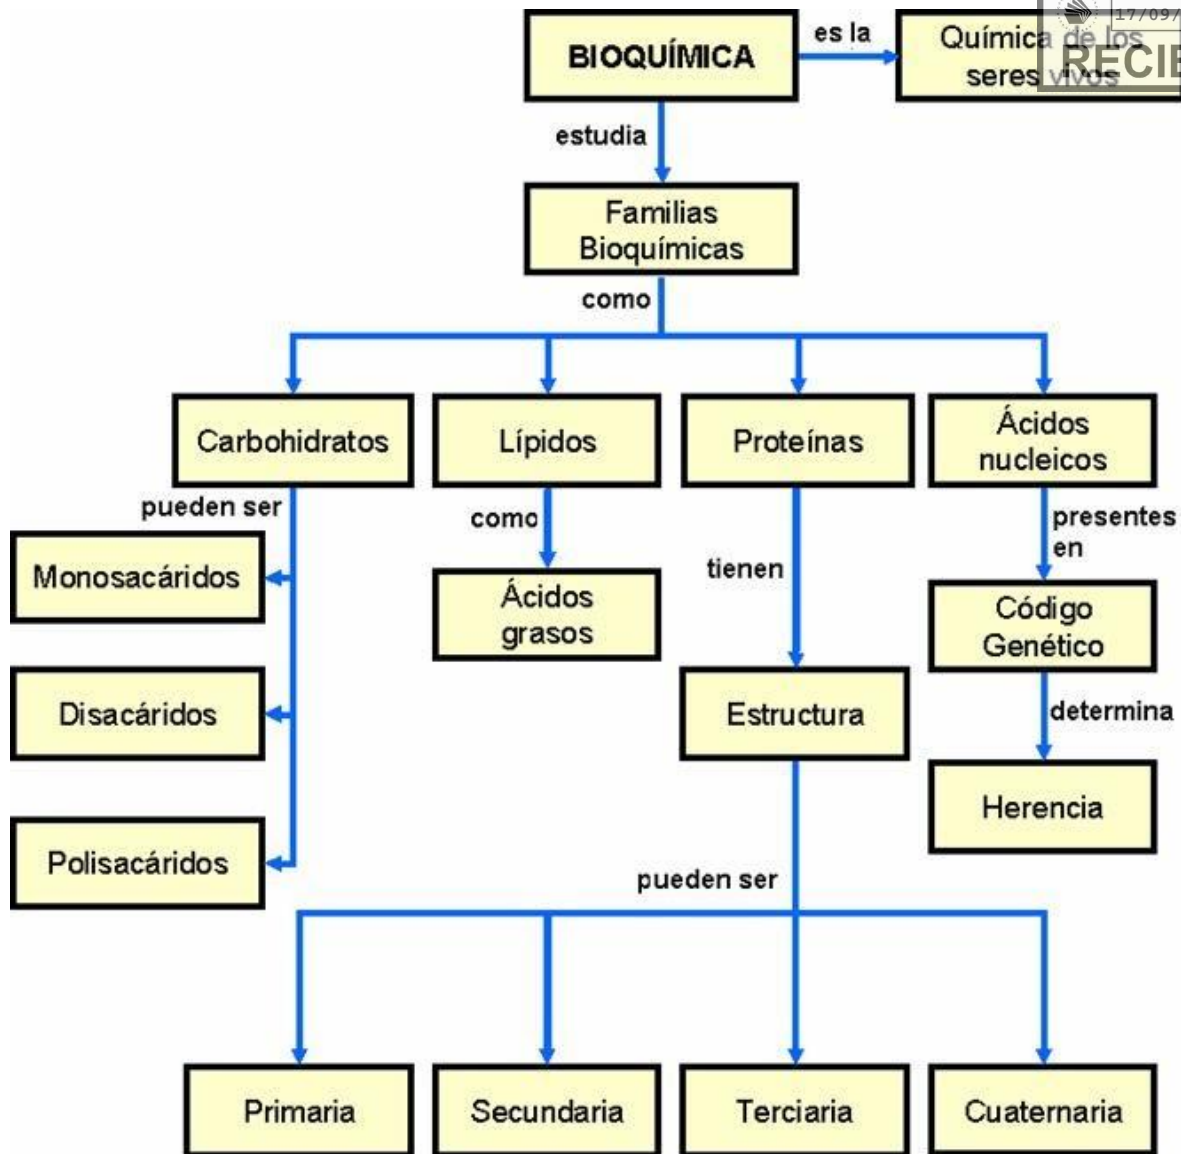 17/09/
BIOQUÍMICA
es la
Química de los
seres vivos
estudia
Familias
Bioquímicas
como
Carbohidratos
Lípidos
Proteínas
Ácidos
nucleicos
pueden ser
como
tienen
presentes
en
Monosacáridos
Ácidos
grasos
Código
Genético
Disacáridos
Estructura
determina
Polisacáridos
Herencia
pueden ser
Primaria
Secundaria
Terciaria
Cuaternaria